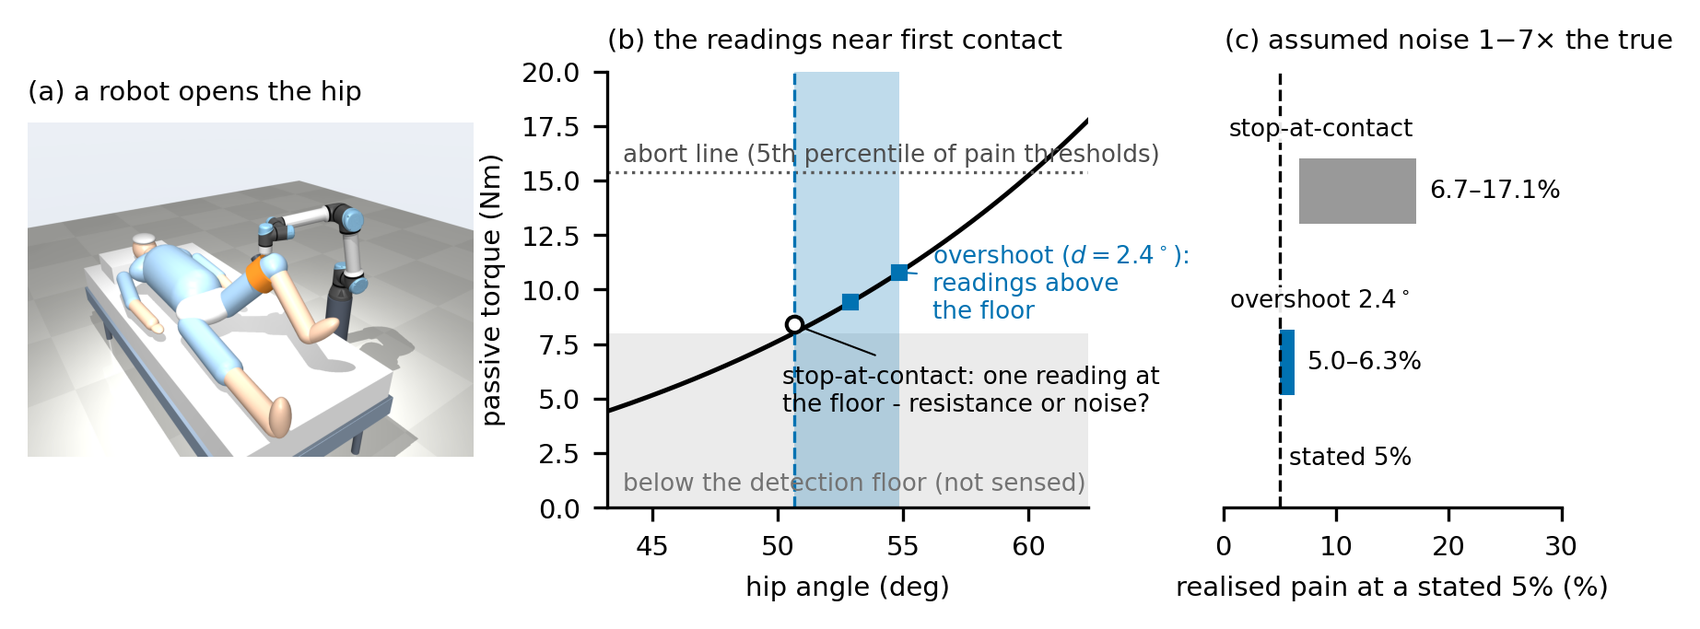 (a) a robot opens the hip
(b) the readings near first contact
passive torque (Nm)
20.0
17.5
15.0
12.5
10.0
7.5
5.0
2.5
0.0
abort line (5th percentile of pain thresholds)
overshoot (d = 2.4°):
readings above
the floor
stop-at-contact: one reading at
the floor - resistance or noise?
below the detection floor (not sensed)
45
50
55
60
hip angle (deg)
(c) assumed noise 1−7× the true
stop-at-contact
6.7–17.1%
overshoot 2.4°
5.0–6.3%
stated 5%
0
10
20
30
realised pain at a stated 5% (%)